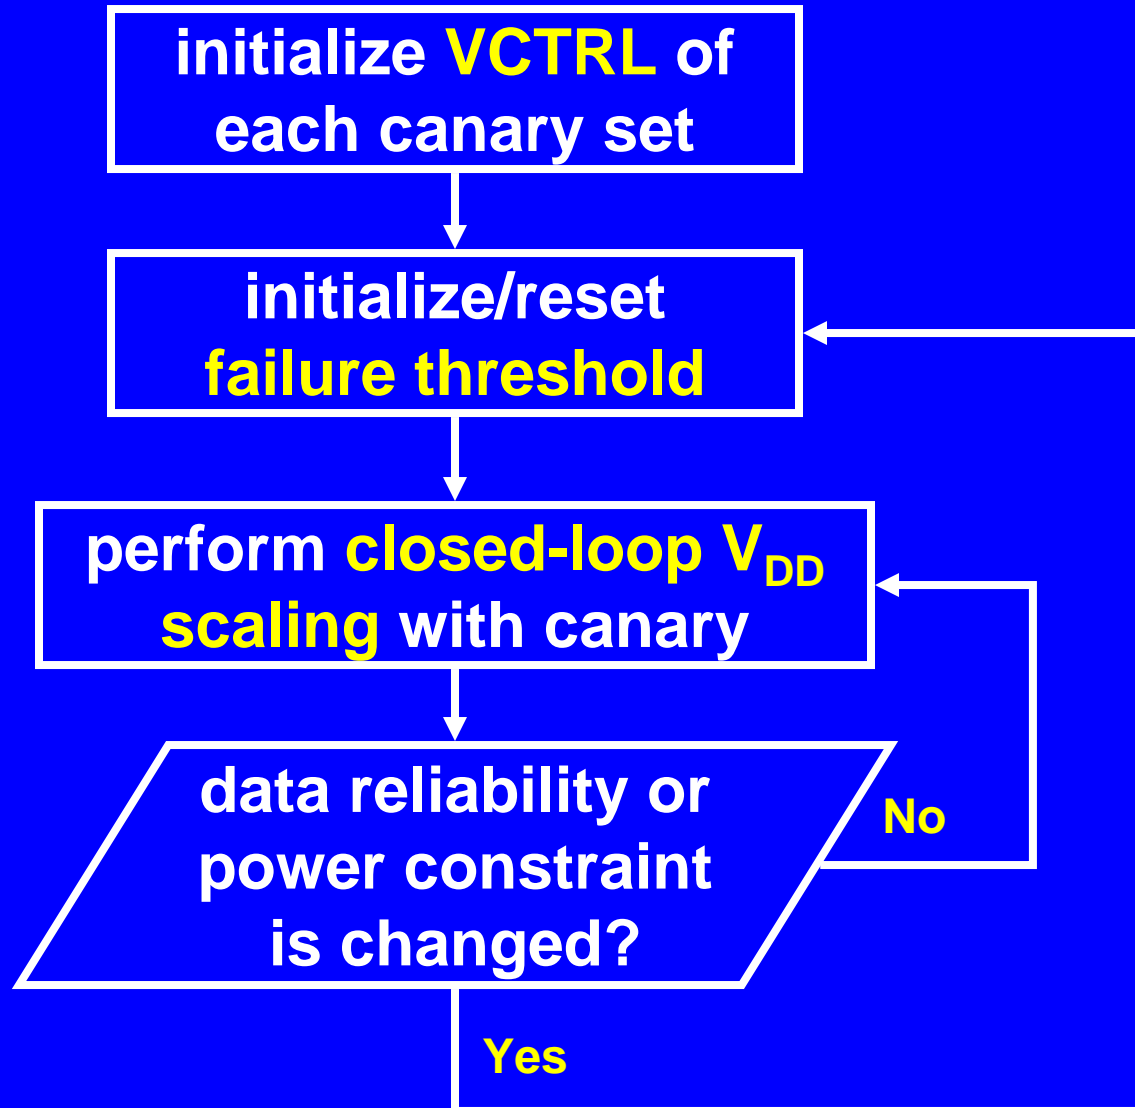 initialize VCTRL of
each canary set
initialize/reset
failure threshold
perform closed-loop VDD
scaling with canary
data reliability or
power constraint
is changed?
No
Yes